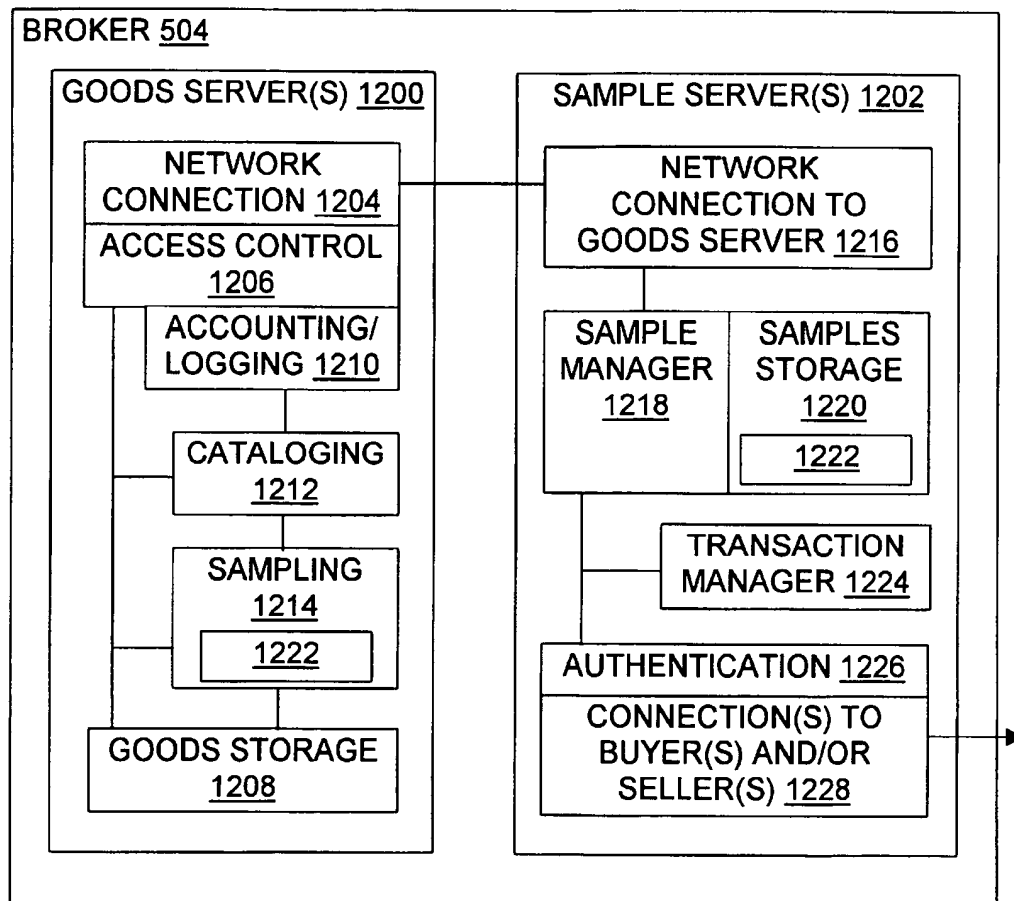 BROKER 504
GOODS SERVER(S) 1200
NETWORK
CONNECTION 1204
ACCESS CONTROL
1206
ACCOUNTING/
LOGGING 1210
CATALOGING
1212
SAMPLING
1214
1222
GOODS STORAGE
1208
SAMPLE SERVER(S) 1202
NETWORK
CONNECTION TO
GOODS SERVER 1216
SAMPLE
MANAGER
1218
SAMPLES
STORAGE
1220
1222
TRANSACTION
MANAGER 1224
AUTHENTICATION 1226
CONNECTION(S) TO
BUYER(S) AND/OR
SELLER(S) 1228